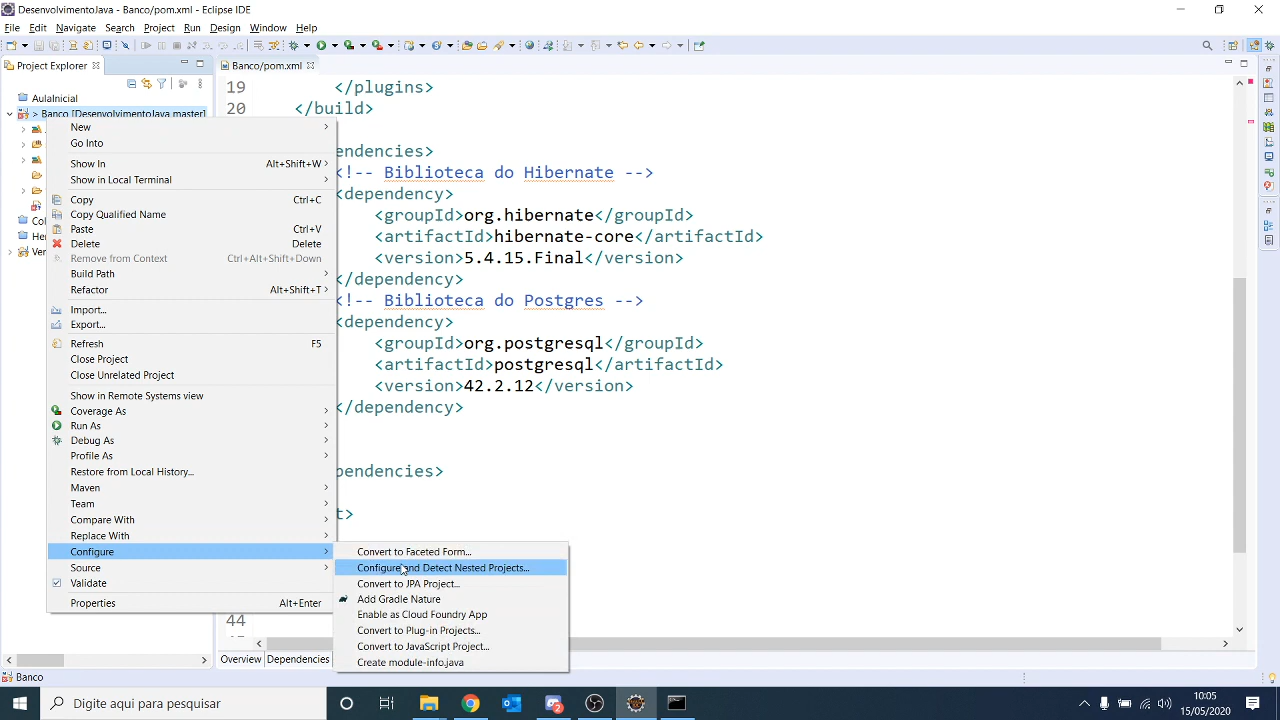 DesenvolvimentoJava - Banco/pom.xml - Eclipse IDE
File Edit Navigate Search Project Run Design Window Help
Project Explorer
Banco/pom.xml
AulaInicial
> Banco [DesenvolvimentoJava master]
19 </plugins>
20 </build>
endencies>
<!-- Biblioteca do Hibernate -->
<dependency>
<groupId>org.hibernate</groupId>
<artifactId>hibernate-core</artifactId>
<version>5.4.15.Final</version>
</dependency>
<!-- Biblioteca do Postgres -->
<dependency>
<groupId>org.postgresql</groupId>
<artifactId>postgresql</artifactId>
<version>42.2.12</version>
</dependency>
pendencies>
t>
44
New
Go Into
Show In Alt+Shift+W
Show in Local Terminal
Copy Ctrl+C
Copy Qualified Name
Paste Ctrl+V
Delete Delete
Remove from Context Ctrl+Alt+Shift+Down
Build Path
Refactor Alt+Shift+T
Import...
Export...
Refresh F5
Close Project
Close Unrelated Project
Show in Remote Systems view
Coverage As
Run As
Debug As
Profile As
Restore from Local History...
Maven
Team
Compare With
Replace With
Configure
Source
Validate
Properties Alt+Enter
Convert to Faceted Form...
Configure and Detect Nested Projects...
Convert to JPA Project...
Add Gradle Nature
Enable as Cloud Foundry App
Convert to Plug-in Projects...
Convert to JavaScript Project...
Create module-info.java
Overview Dependencies
Banco
Digite aqui para pesquisar
10:05
15/05/2020